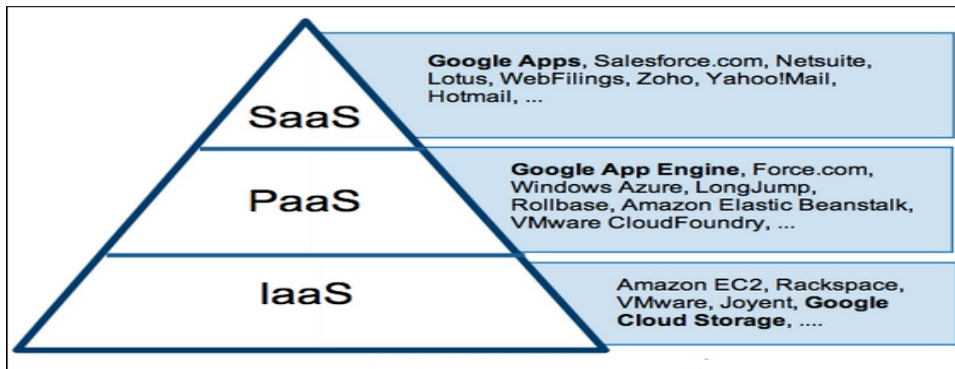 SaaS
Google Apps, Salesforce.com, Netsuite,
Lotus, WebFilings, Zoho, Yahoo!Mail,
Hotmail, ...
PaaS
Google App Engine, Force.com,
Windows Azure, LongJump,
Rollbase, Amazon Elastic Beanstalk,
VMware CloudFoundry, ...
IaaS
Amazon EC2, Rackspace,
VMware, Joyent, Google
Cloud Storage, ....